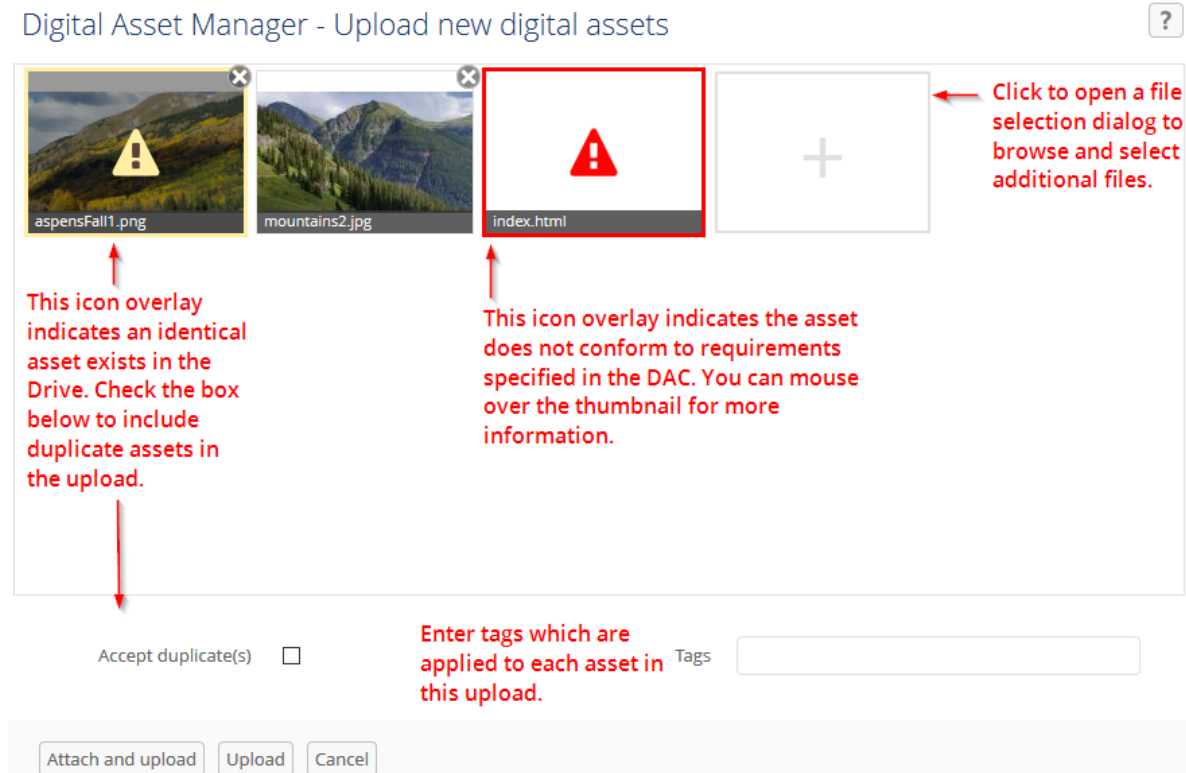 Digital Asset Manager - Upload new digital assets
?
aspensFall1.png
mountains2.jpg
index.html
Click to open a file
selection dialog to
browse and select
additional files.
This icon overlay
indicates an identical
asset exists in the
Drive. Check the box
below to include
duplicate assets in
the upload.
This icon overlay indicates the asset
does not conform to requirements
specified in the DAC. You can mouse
over the thumbnail for more
information.
Accept duplicate(s)
Enter tags which are
applied to each asset in
this upload.
Tags
Attach and upload
Upload
Cancel